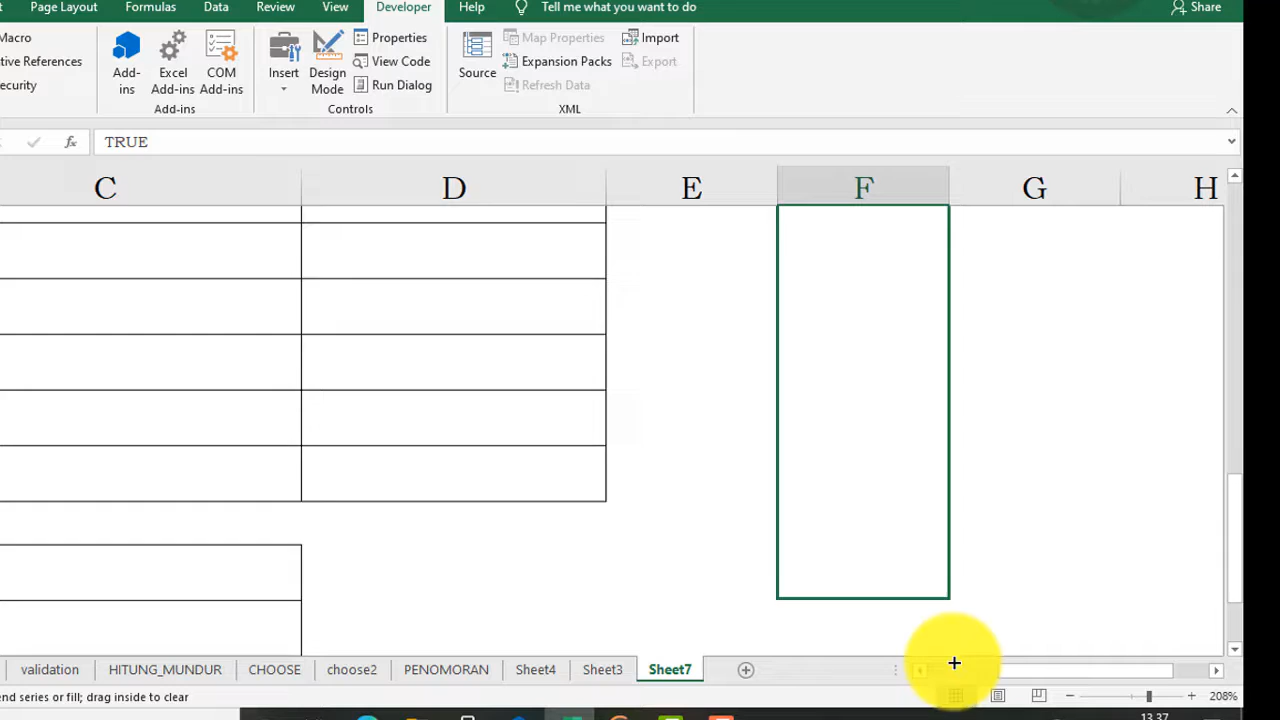 Page Layout Formulas Data Review View Developer Help Tell me what you want to do Share
Macro
tive References
ecurity
Add-ins
Excel Add-ins
COM Add-ins
Add-ins
Insert
Design Mode
Properties
View Code
Run Dialog
Controls
Source
Map Properties
Expansion Packs
Refresh Data
Import
Export
XML
fx TRUE
C D E F G H
validation HITUNG_MUNDUR CHOOSE choose2 PENOMORAN Sheet4 Sheet3 Sheet7
end series or fill; drag inside to clear
208%
13.37